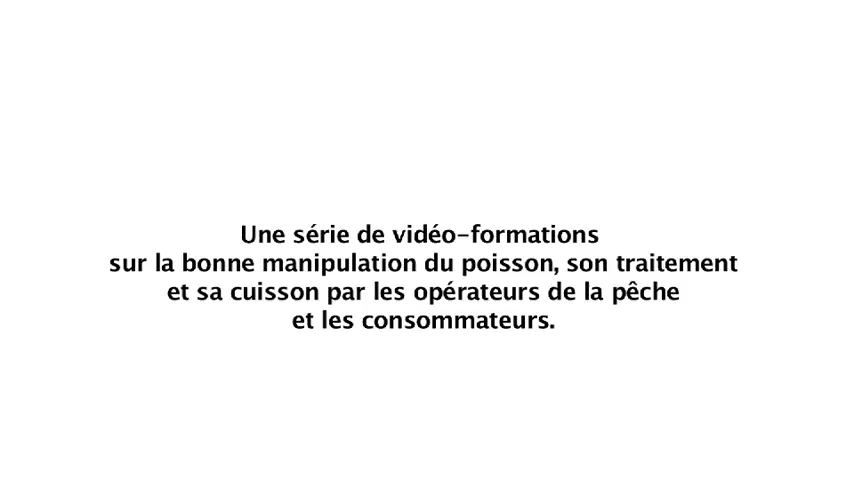 Une série de vidéo-formations
sur la bonne manipulation du poisson, son traitement
et sa cuisson par les opérateurs de la pêche
et les consommateurs.